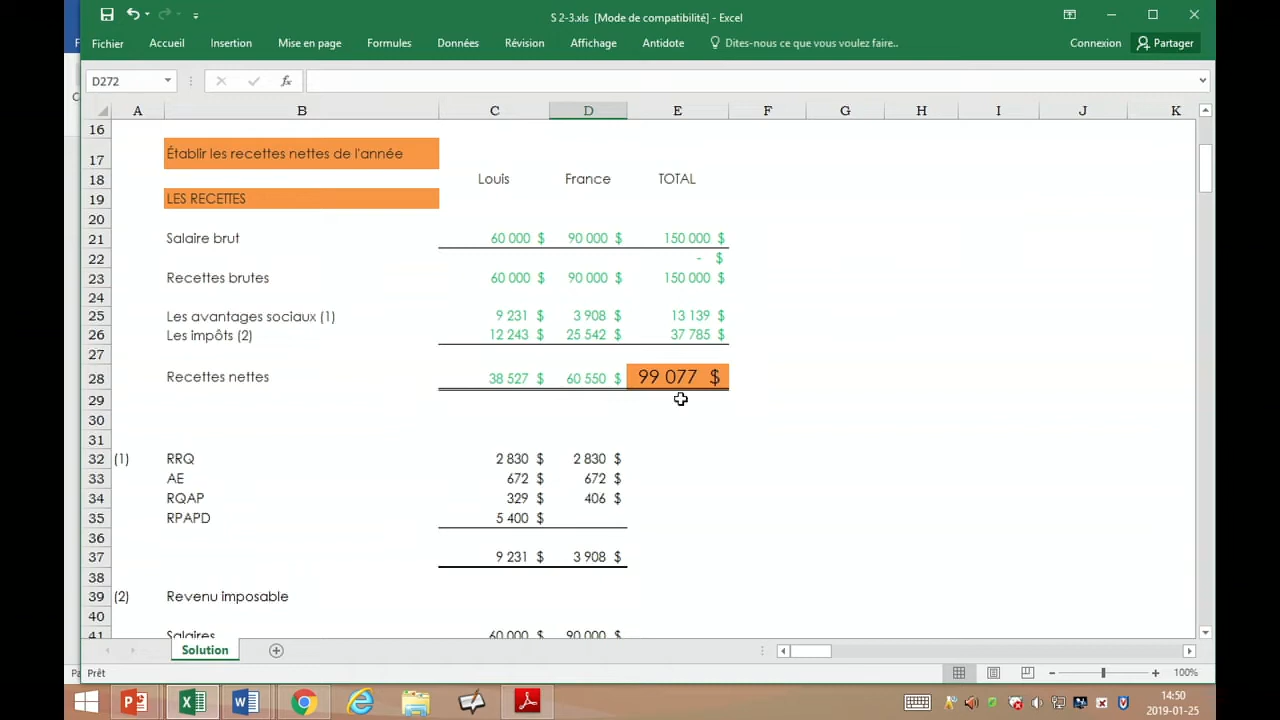 S 2-3.xls [Mode de compatibilité] - Excel
Fichier Accueil Insertion Mise en page Formules Données Révision Affichage Antidote Dites-nous ce que vous voulez faire.. Connexion Partager
D272 fx
A B C D E F G H I J K
16
17 Établir les recettes nettes de l'année
18 Louis France TOTAL
19 LES RECETTES
20
21 Salaire brut 60 000 $ 90 000 $ 150 000 $
22 - $
23 Recettes brutes 60 000 $ 90 000 $ 150 000 $
24
25 Les avantages sociaux (1) 9 231 $ 3 908 $ 13 139 $
26 Les impôts (2) 12 243 $ 25 542 $ 37 785 $
27
28 Recettes nettes 38 527 $ 60 550 $ 99 077 $
29
30
31
32 (1) RRQ 2 830 $ 2 830 $
33 AE 672 $ 672 $
34 RQAP 329 $ 406 $
35 RPAPD 5 400 $
36
37 9 231 $ 3 908 $
38
39 (2) Revenu imposable
40
41 Salaires 60 000 $ 90 000 $
Solution
Prêt 100%
14:50
2019-01-25